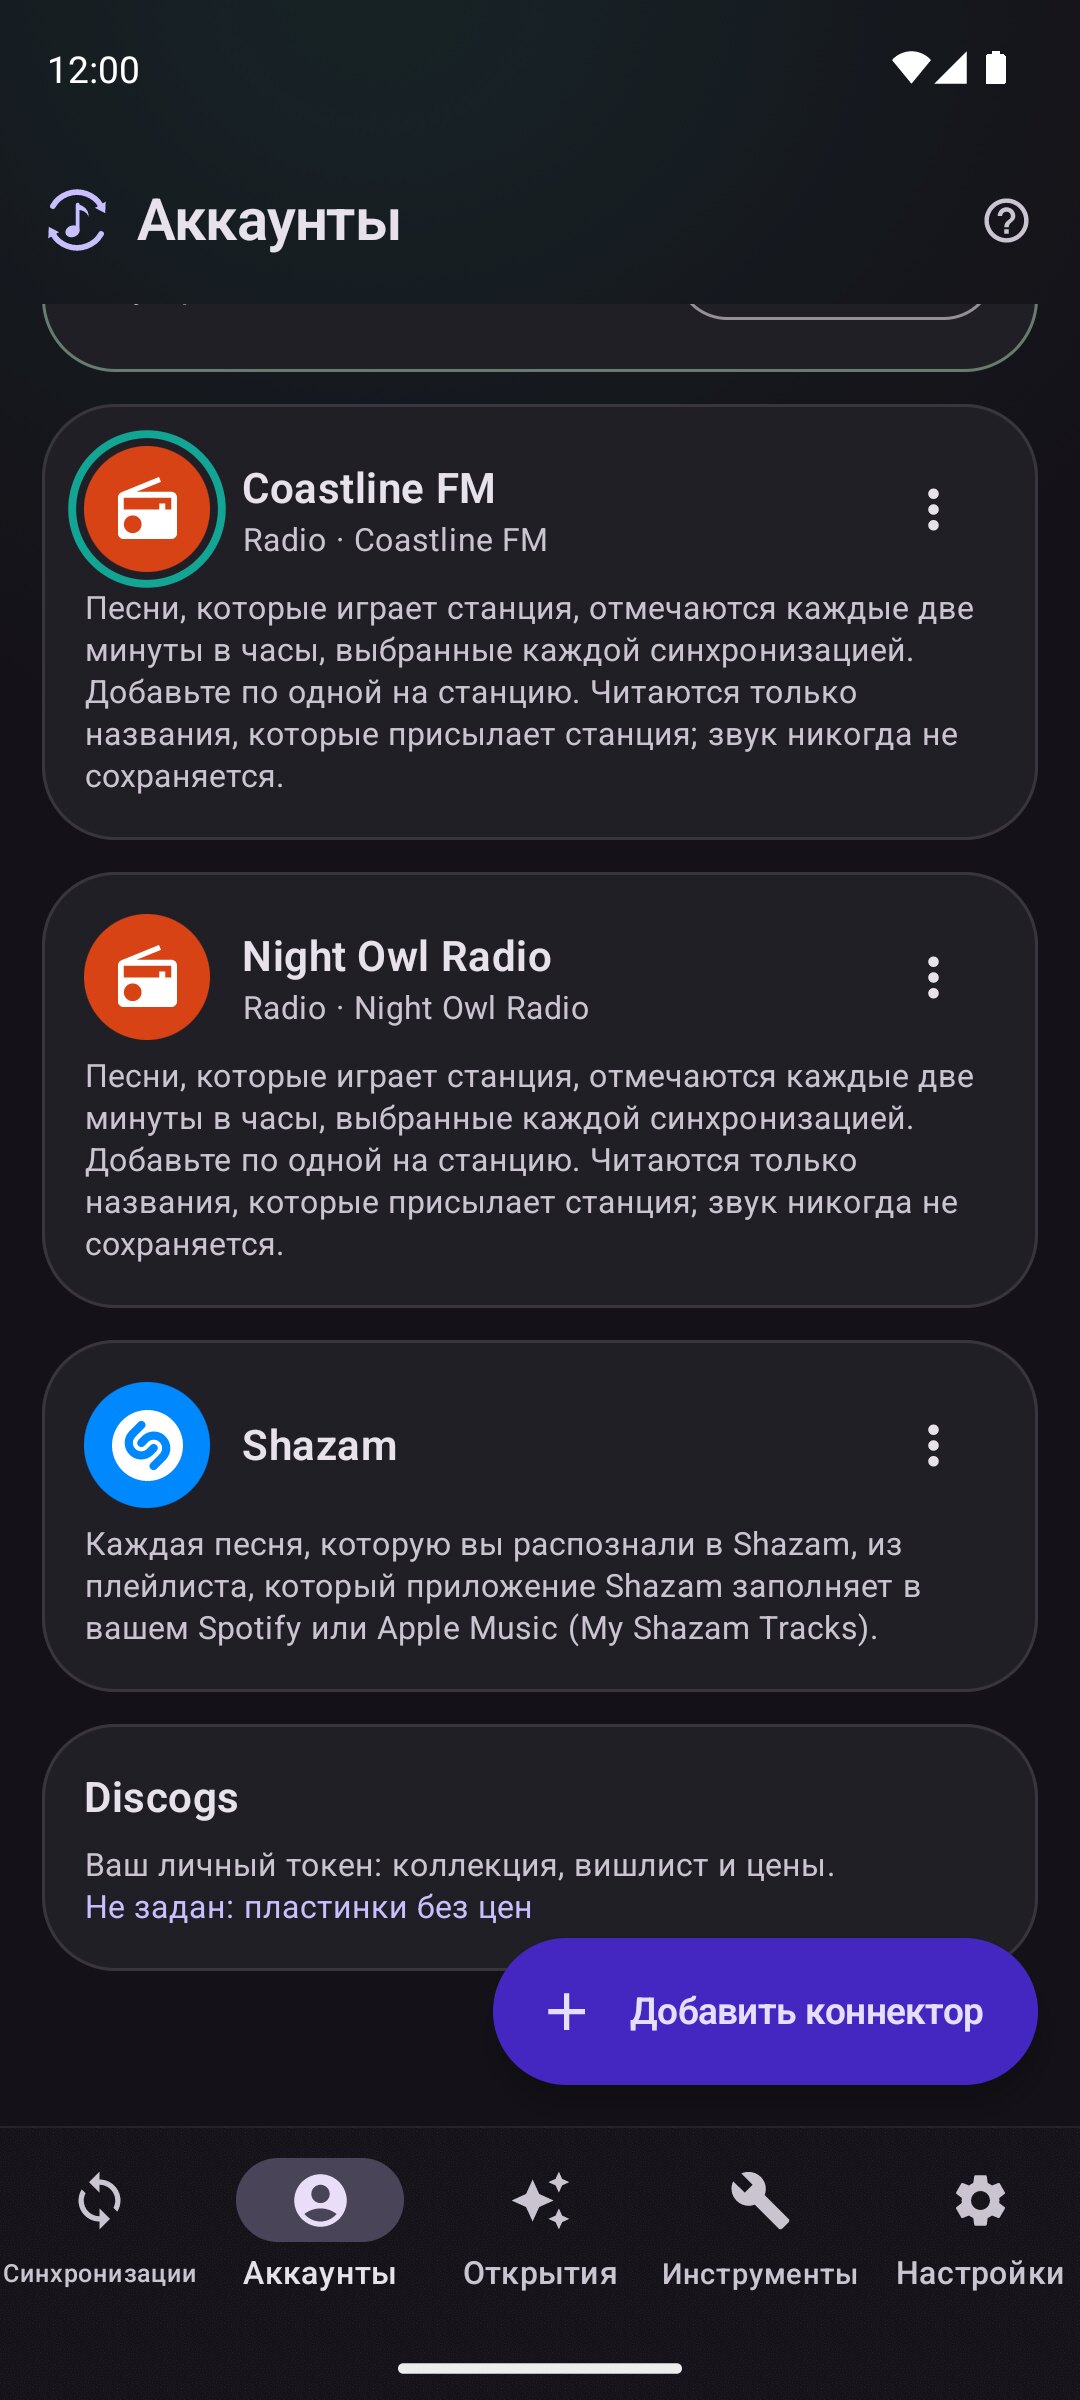 12:00
Аккаунты
Coastline FM
Radio · Coastline FM
Песни, которые играет станция, отмечаются каждые две
минуты в часы, выбранные каждой синхронизацией.
Добавьте по одной на станцию. Читаются только
названия, которые присылает станция; звук никогда не
сохраняется.
Night Owl Radio
Radio · Night Owl Radio
Песни, которые играет станция, отмечаются каждые две
минуты в часы, выбранные каждой синхронизацией.
Добавьте по одной на станцию. Читаются только
названия, которые присылает станция; звук никогда не
сохраняется.
Shazam
Каждая песня, которую вы распознали в Shazam, из
плейлиста, который приложение Shazam заполняет в
вашем Spotify или Apple Music (My Shazam Tracks).
Discogs
Ваш личный токен: коллекция, вишлист и цены.
Не задан: пластинки без цен
Добавить коннектор
Синхронизации
Аккаунты
Открытия
Инструменты
Настройки